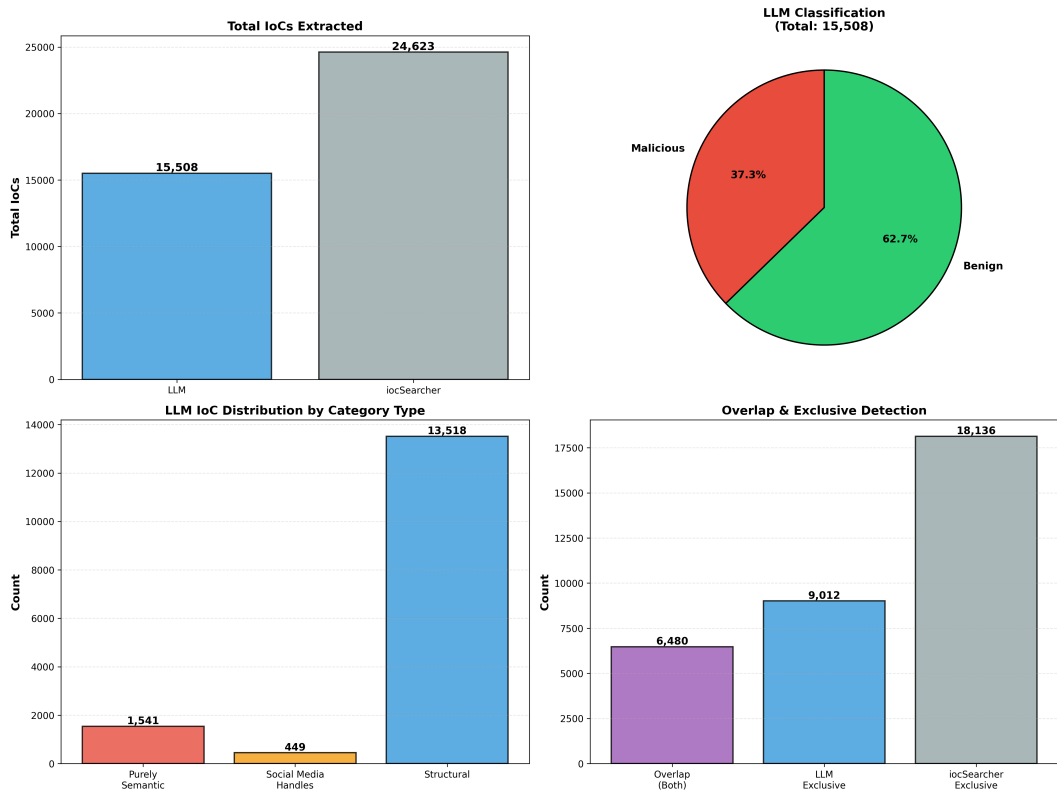 Total IoCs Extracted
Total IoCs
25000
20000
15000
10000
5000
0
15,508
24,623
LLM
iocSearcher
LLM Classification
(Total: 15,508)
Malicious
37.3%
62.7%
Benign
LLM IoC Distribution by Category Type
Count
14000
12000
10000
8000
6000
4000
2000
0
1,541
449
13,518
Purely
Semantic
Social Media
Handles
Structural
Overlap & Exclusive Detection
Count
17500
15000
12500
10000
7500
5000
2500
0
6,480
9,012
18,136
Overlap
(Both)
LLM
Exclusive
iocSearcher
Exclusive